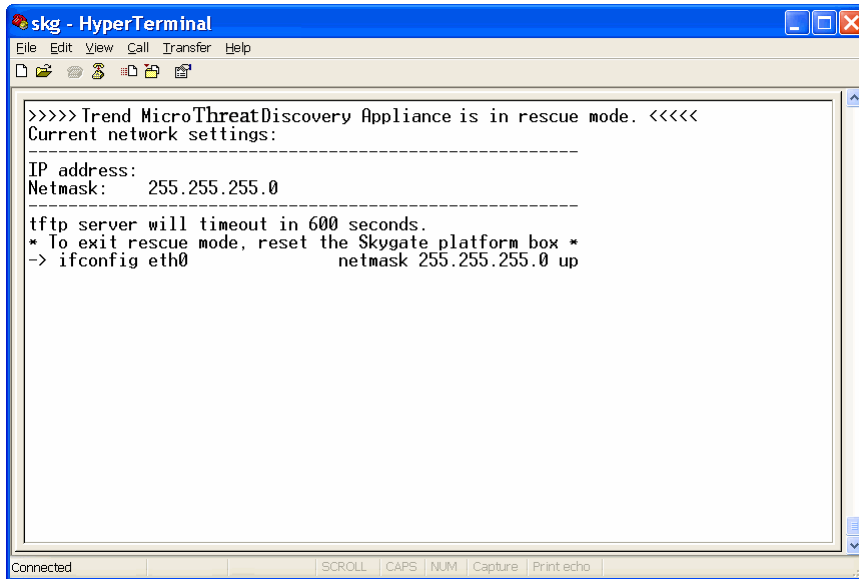 skg - HyperTerminal
File Edit View Call Transfer Help
>>>>> Trend Micro Threat Discovery Appliance is in rescue mode. <<<<<
Current network settings:
-------------------------------------------------------
IP address:
Netmask: 255.255.255.0
-------------------------------------------------------
tftp server will timeout in 600 seconds.
* To exit rescue mode, reset the Skygate platform box *
-> ifconfig eth0 netmask 255.255.255.0 up
Connected SCROLL CAPS NUM Capture Print echo